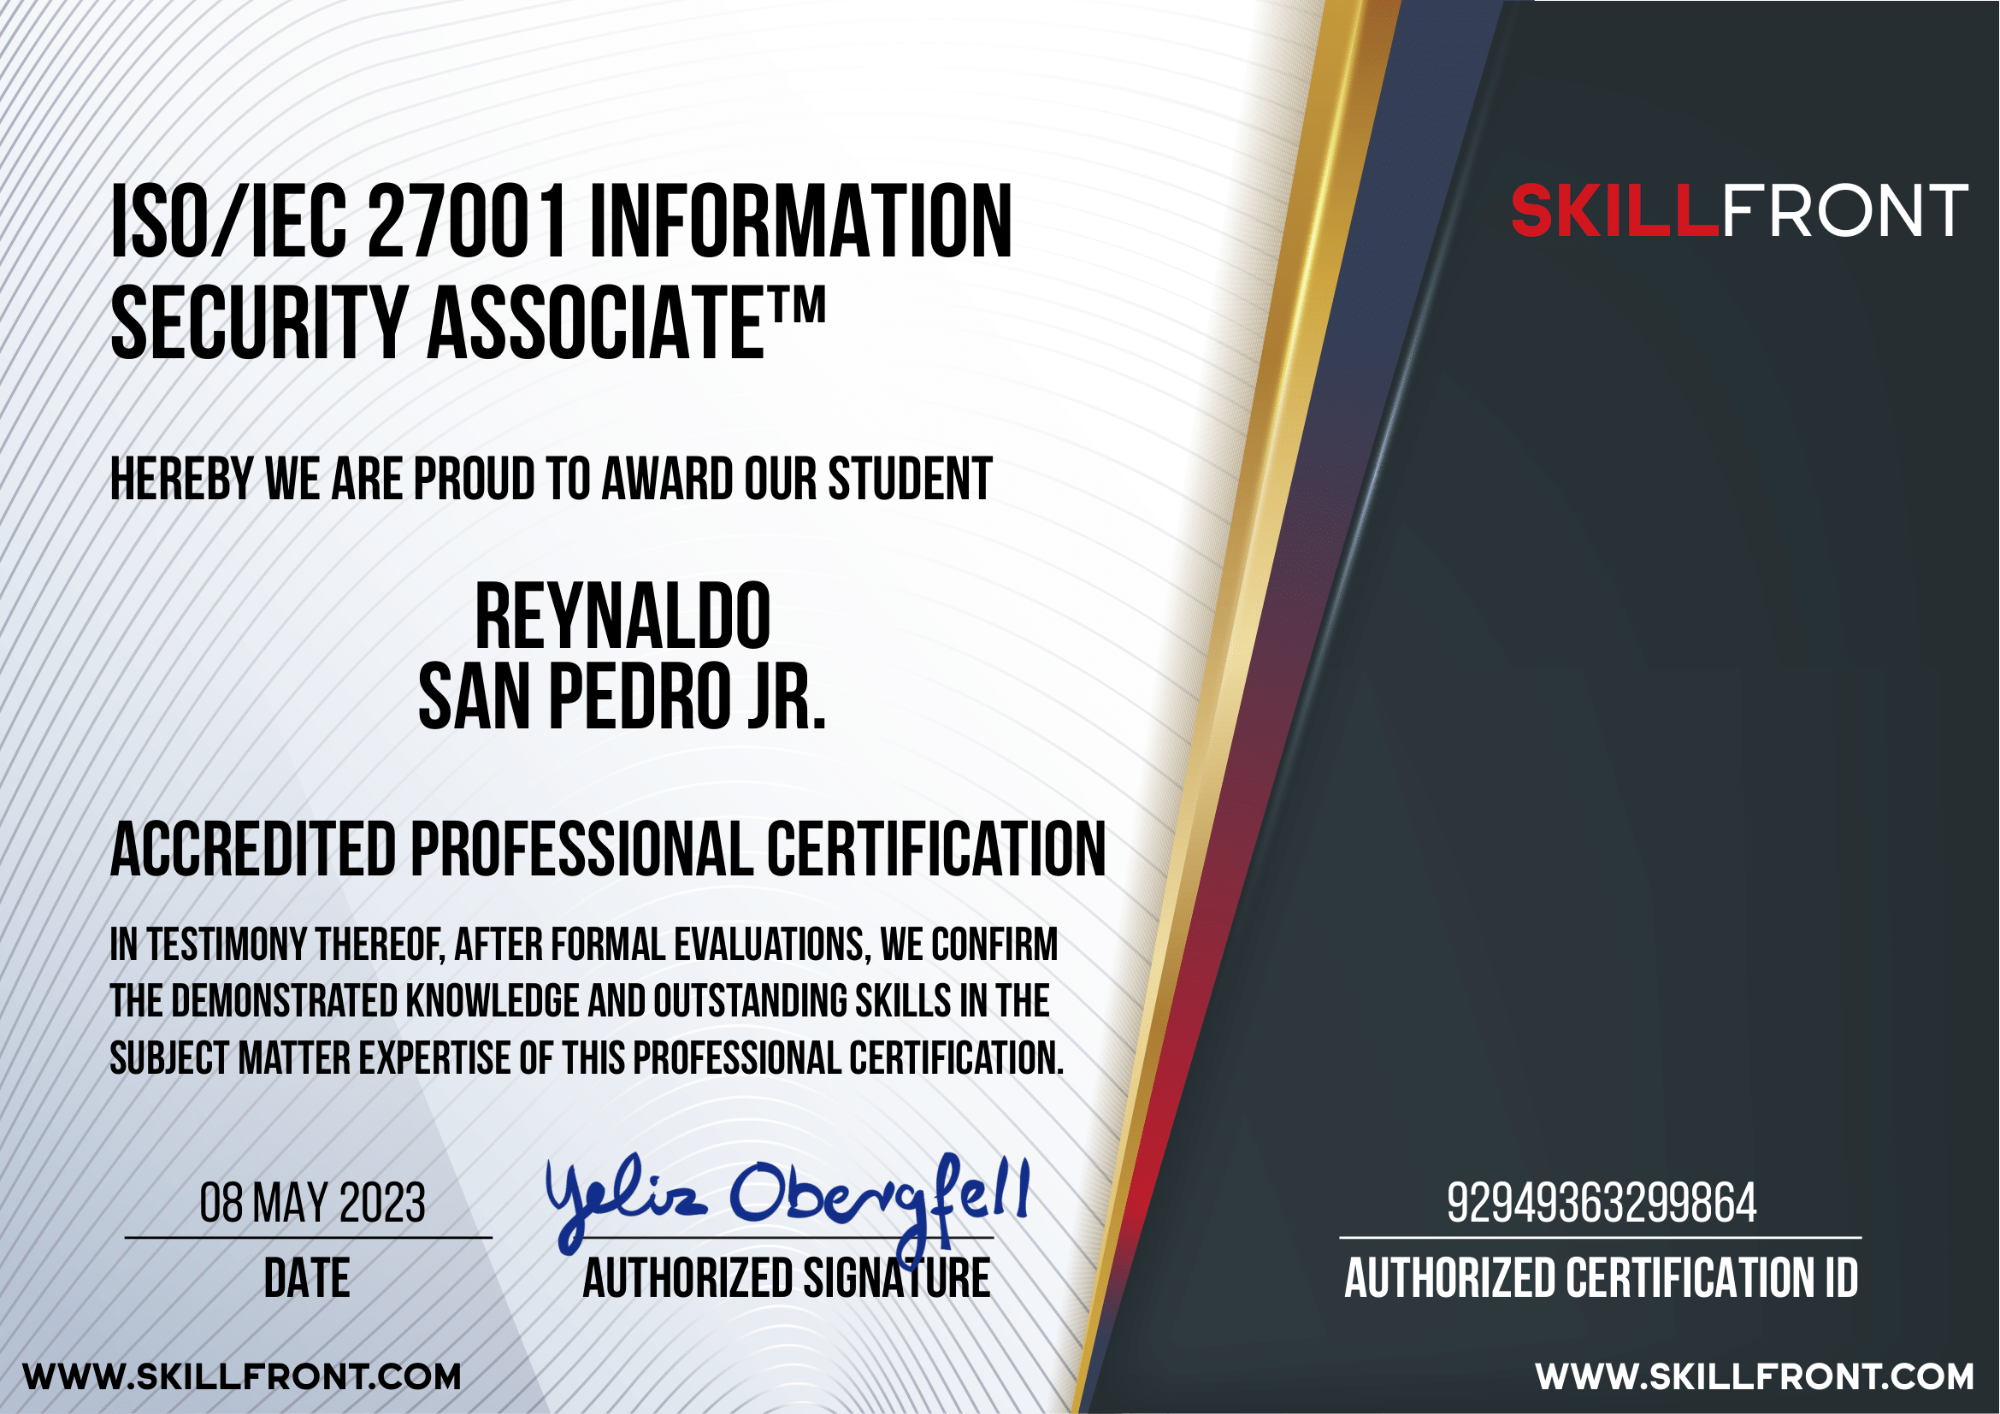 ISO/IEC 27001 INFORMATION
SECURITY ASSOCIATE™
SKILLFRONT
HEREBY WE ARE PROUD TO AWARD OUR STUDENT
REYNALDO
SAN PEDRO JR.
ACCREDITED PROFESSIONAL CERTIFICATION
IN TESTIMONY THEREOF, AFTER FORMAL EVALUATIONS, WE CONFIRM
THE DEMONSTRATED KNOWLEDGE AND OUTSTANDING SKILLS IN THE
SUBJECT MATTER EXPERTISE OF THIS PROFESSIONAL CERTIFICATION.
08 MAY 2023
DATE
Yeliz Obergfell
AUTHORIZED SIGNATURE
92949363299864
AUTHORIZED CERTIFICATION ID
WWW.SKILLFRONT.COM
WWW.SKILLFRONT.COM